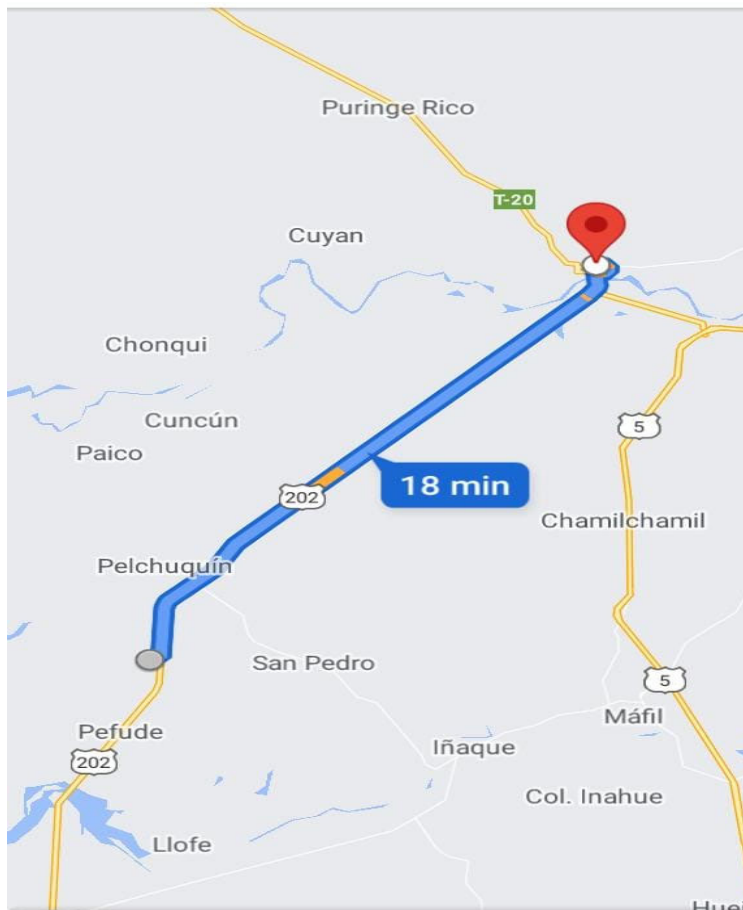 Puringe Rico
T-20
Cuyan
Chonqui
Cuncún
5
Paico
18 min
202
Chamilchamil
Pelchuquín
San Pedro
5
Máfil
Pefude
Iñaque
202
Col. Inahue
Llofe